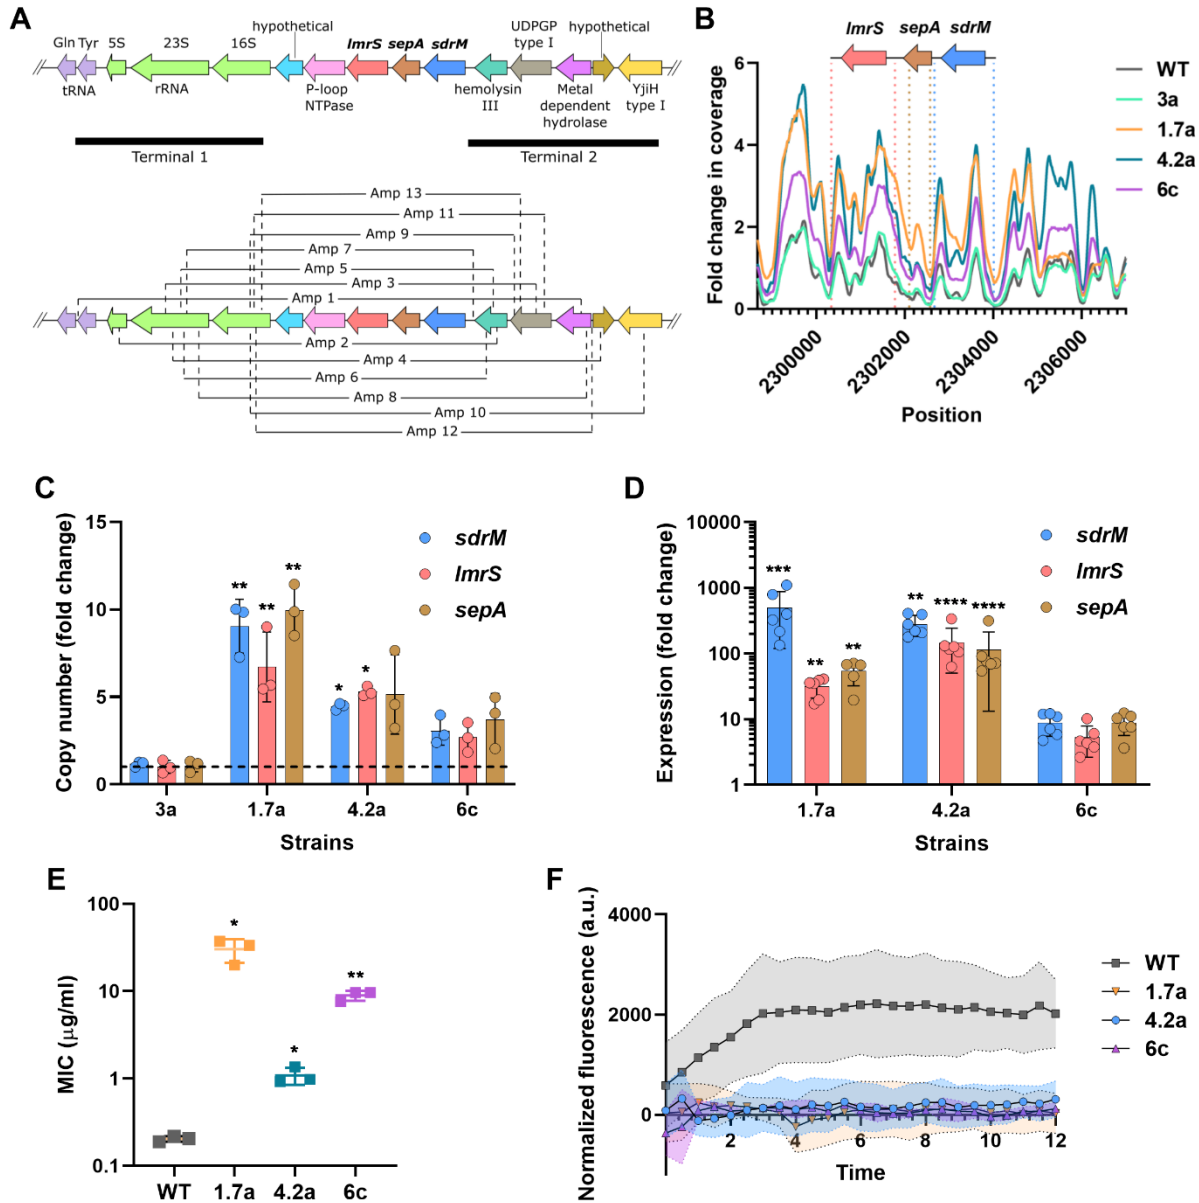 A
hypothetical
UDPGP
type I
hypothetical
Gln Tyr 5S 23S 16S lmrS sepA sdrM
//
//
tRNA
rRNA
P-loop
NTPase
hemolysin
III
Metal
dependent
hydrolase
YjiH
type I
Terminal 1
Terminal 2
Amp 13
Amp 11
Amp 9
Amp 7
Amp 5
Amp 3
Amp 1
//
//
Amp 2
Amp 4
Amp 6
Amp 8
Amp 10
Amp 12
B
lmrS sepA sdrM
Fold change in coverage
6
4
2
0
2300000
2302000
2304000
2306000
Position
WT
3a
1.7a
4.2a
6c
C
Copy number (fold change)
15
10
5
0
** ** **
* *
3a 1.7a 4.2a 6c
Strains
sdrM
lmrS
sepA
D
Expression (fold change)
10000
1000
100
10
1
*** ** **
** **** ****
1.7a 4.2a 6c
Strains
sdrM
lmrS
sepA
E
MIC (μg/ml)
100
10
1
0.1
*
*
**
WT 1.7a 4.2a 6c
F
Normalized fluorescence (a.u.)
4000
2000
0
2 4 6 8 10 12
Time
WT
1.7a
4.2a
6c